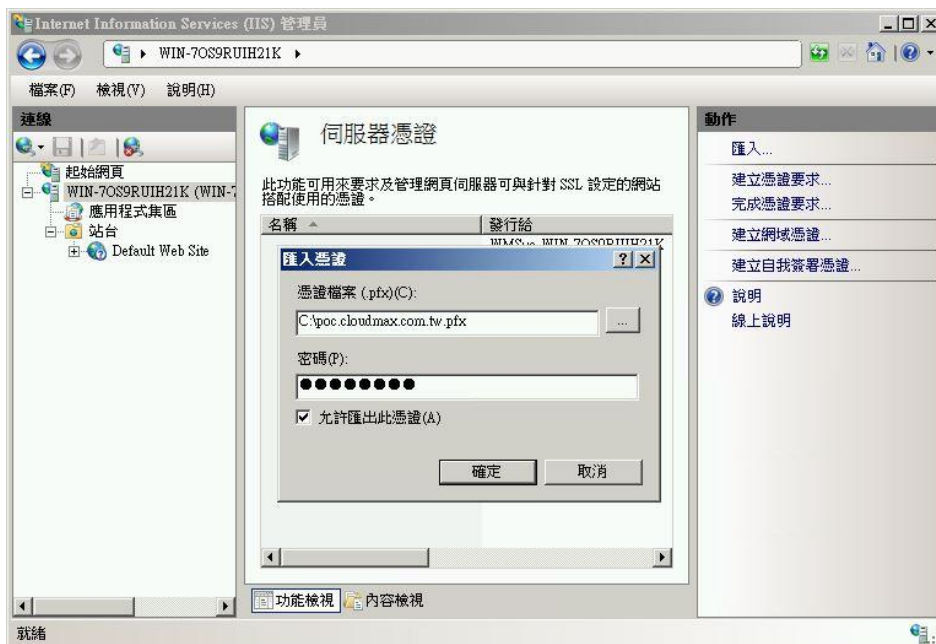 Internet Information Services (IIS) 管理員
WIN-7OS9RUIH21K
檔案(F) 檢視(V) 說明(H)
連線
起始網頁
WIN-7OS9RUIH21K (WIN-7
應用程式集區
站台
Default Web Site
伺服器憑證
此功能可用來要求及管理網頁伺服器可與針對 SSL 設定的網站
搭配使用的憑證。
名稱 發行給
匯入憑證
憑證檔案 (.pfx)(C):
C:\poc.cloudmax.com.tw.pfx
...
密碼(P):
●●●●●●●●
允許匯出此憑證(A)
確定 取消
功能檢視 內容檢視
動作
匯入...
建立憑證要求...
完成憑證要求...
建立網域憑證...
建立自我簽署憑證...
說明
線上說明
就緒